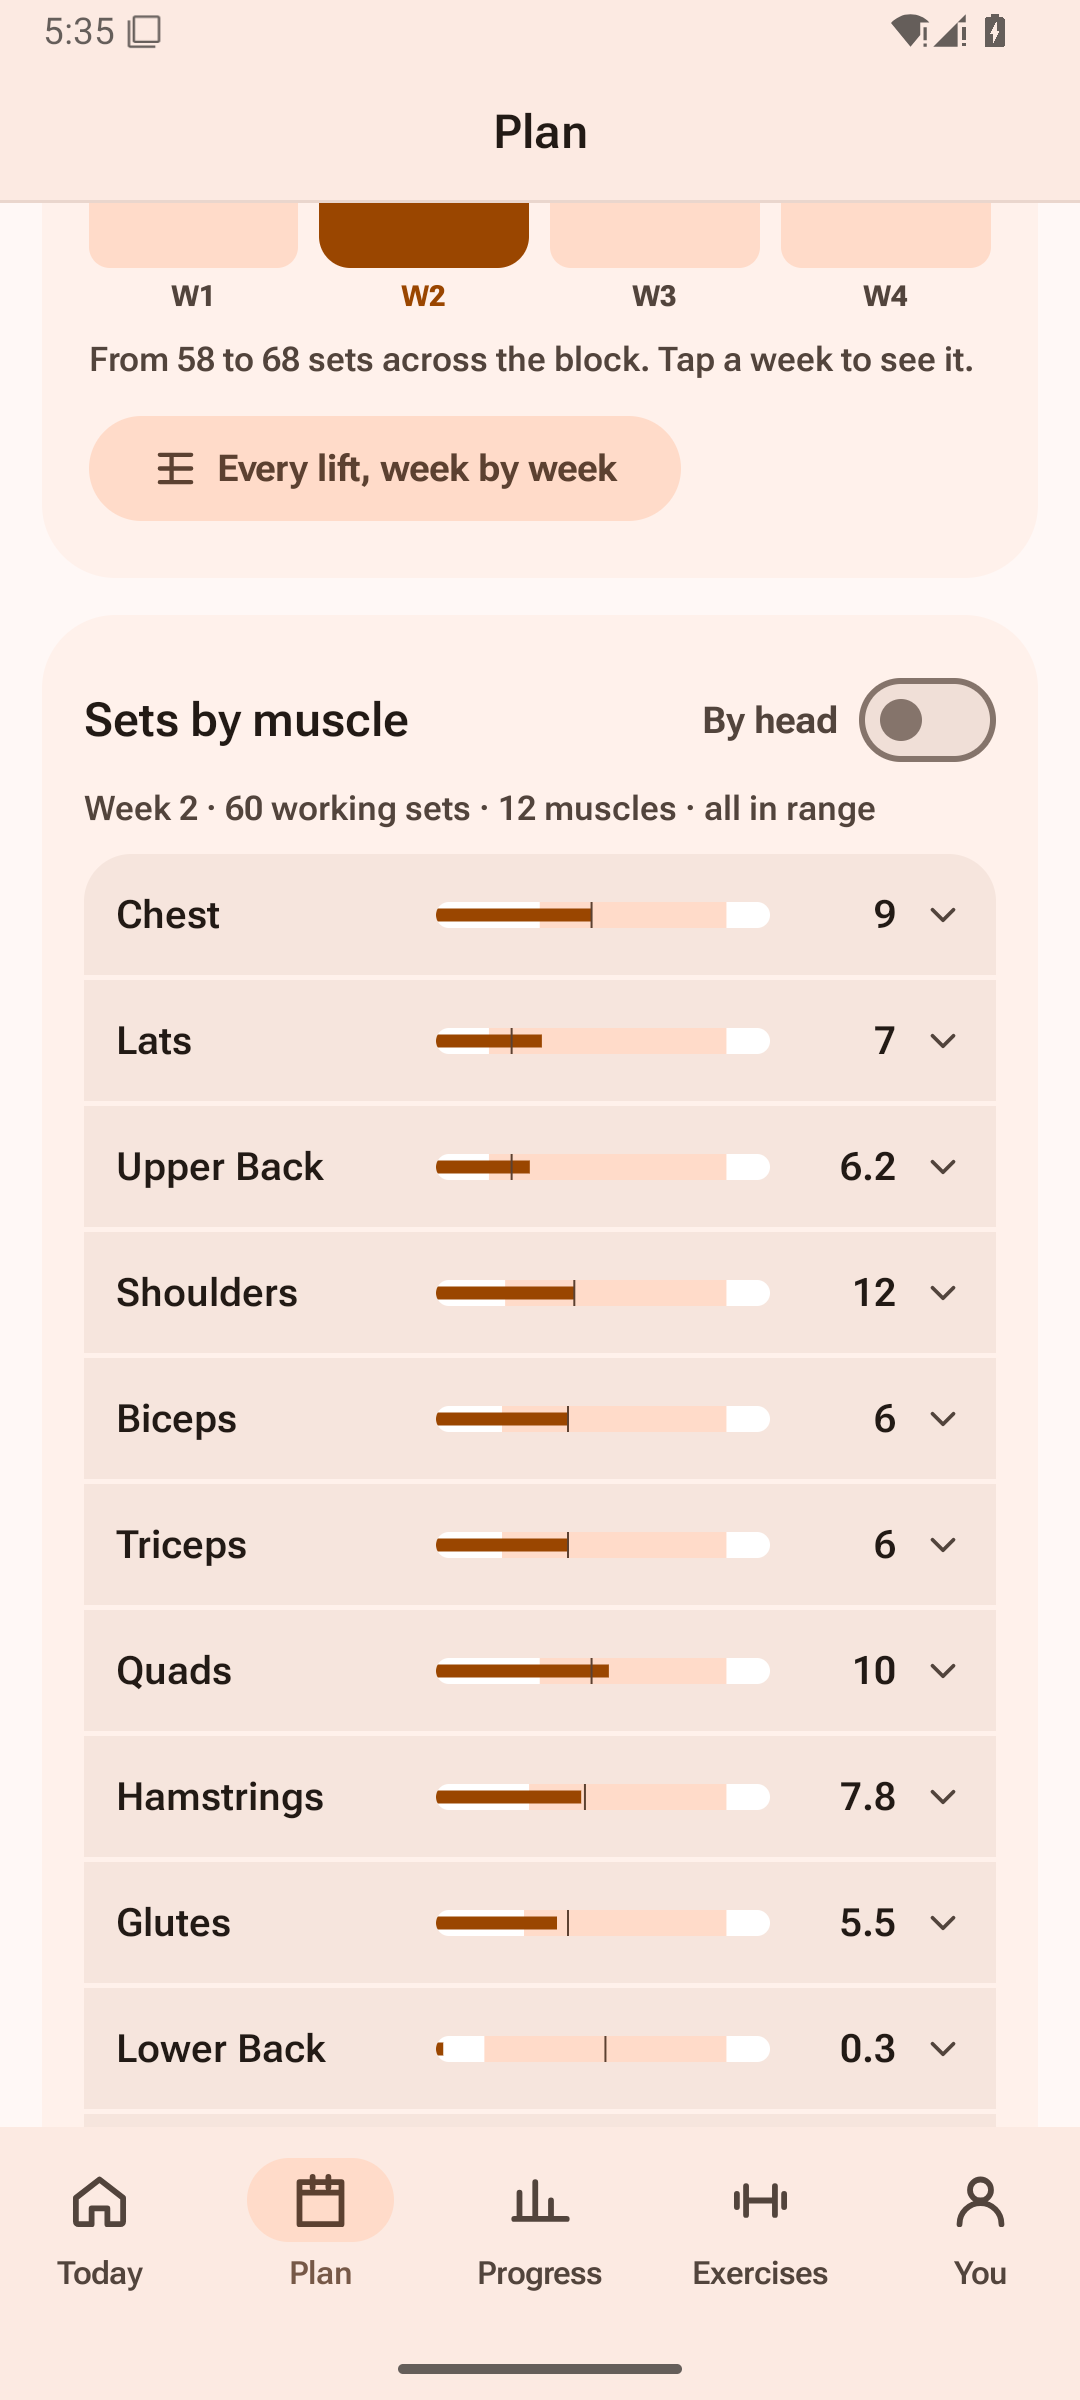 5:35
Plan
W1 W2 W3 W4
From 58 to 68 sets across the block. Tap a week to see it.
Every lift, week by week
Sets by muscle By head
Week 2 · 60 working sets · 12 muscles · all in range
Chest 9
Lats 7
Upper Back 6.2
Shoulders 12
Biceps 6
Triceps 6
Quads 10
Hamstrings 7.8
Glutes 5.5
Lower Back 0.3
Today Plan Progress Exercises You